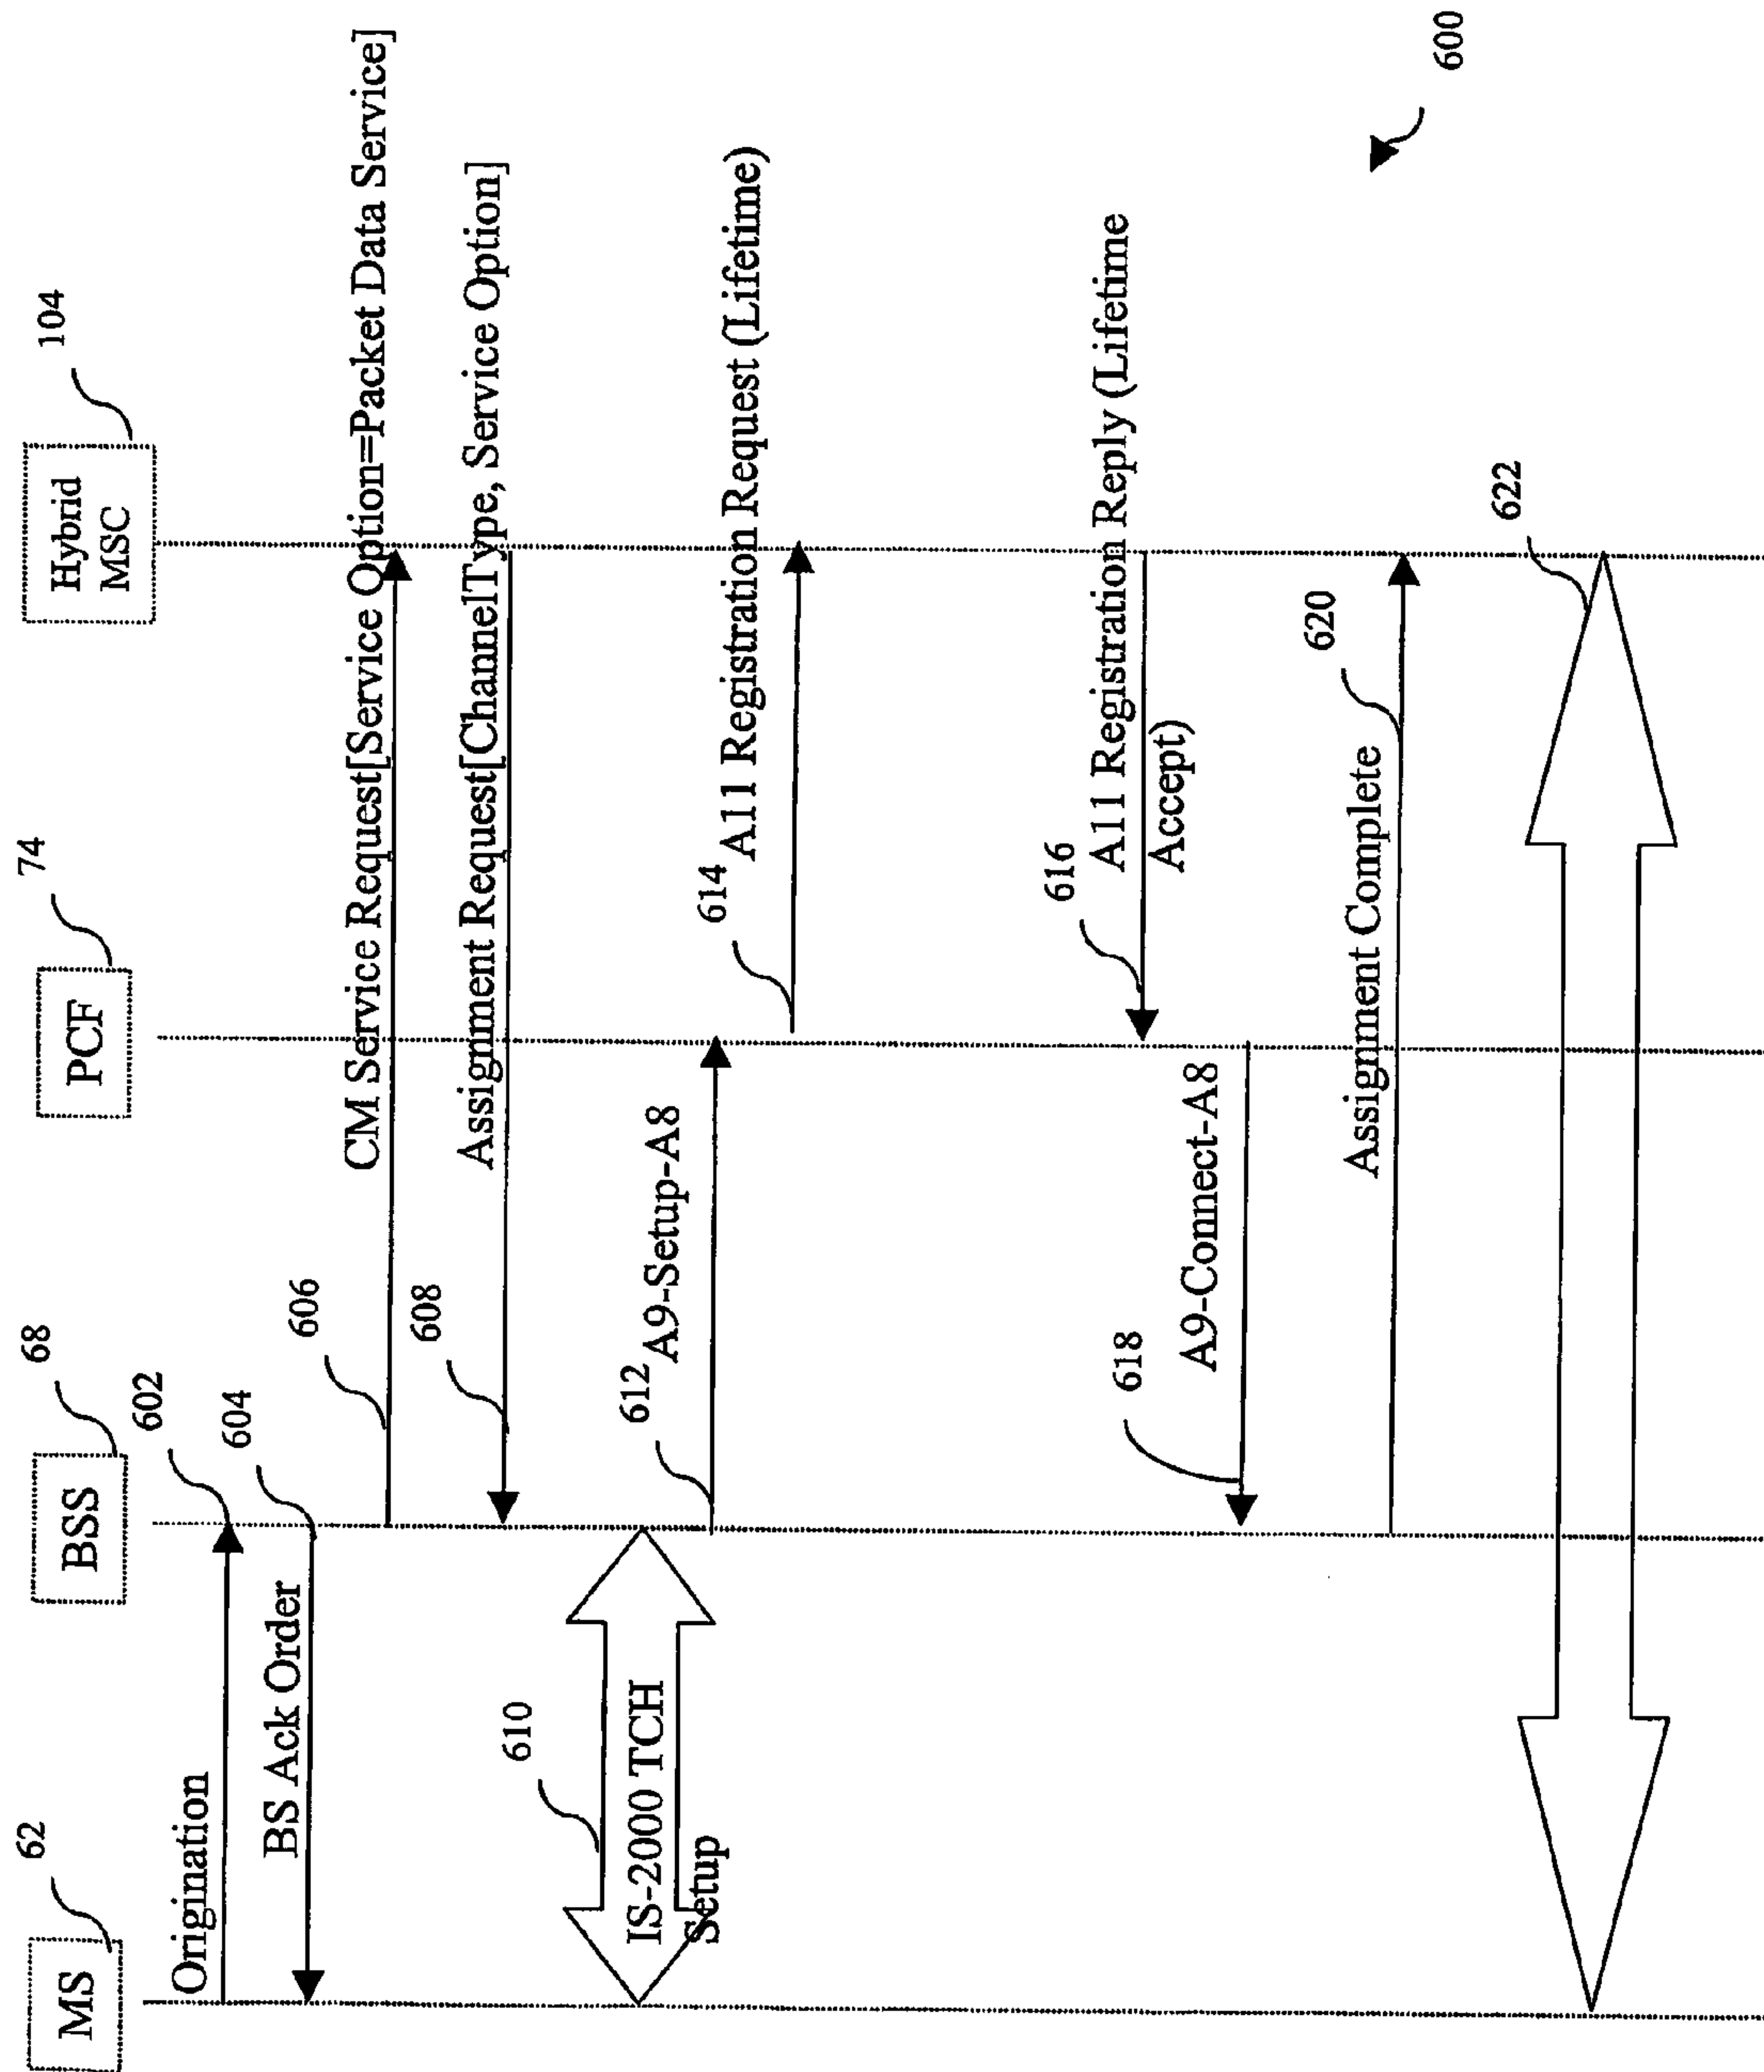 MS
62
BSS
68
PCF
74
Hybrid
MSC
104
Origination
602
BS Ack Order
604
606
CM Service Request[Service Option=Packet Data Service]
608
Assignment Request[ChannelType, Service Option]
610
IS-2000 TCH
Setup
612
A9-Setup-A8
614
A11 Registration Request (Lifetime)
616
A11 Registration Reply (Lifetime
Accept)
618
A9-Connect-A8
Assignment Complete
620
622
600